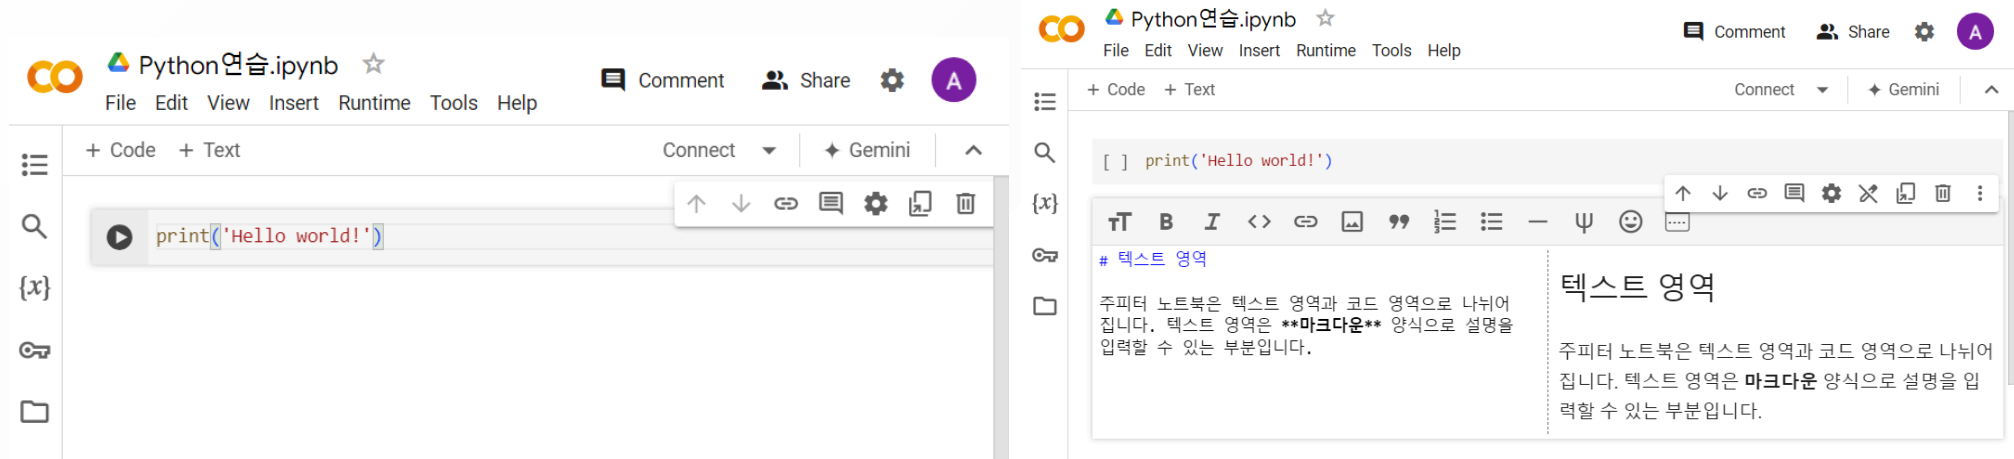 Python연습.ipynb
File Edit View Insert Runtime Tools Help
Comment Share A
+ Code + Text
Connect Gemini
{x}
print('Hello world!')
Python연습.ipynb
File Edit View Insert Runtime Tools Help
Comment Share A
+ Code + Text
Connect Gemini
{x}
[ ] print('Hello world!')
# 텍스트 영역
주피터 노트북은 텍스트 영역과 코드 영역으로 나뉘어
집니다. 텍스트 영역은 **마크다운** 양식으로 설명을
입력할 수 있는 부분입니다.
텍스트 영역
주피터 노트북은 텍스트 영역과 코드 영역으로 나뉘어
집니다. 텍스트 영역은 마크다운 양식으로 설명을 입
력할 수 있는 부분입니다.